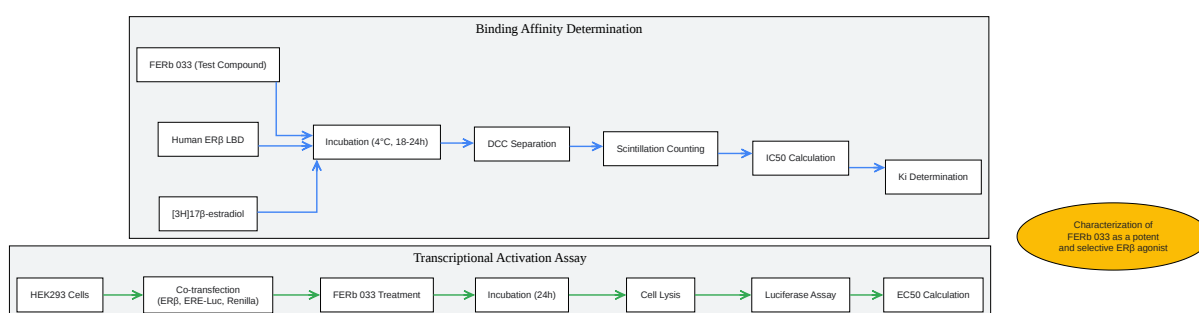 Binding Affinity Determination
FERb 033 (Test Compound)
Human ERβ LBD
[3H]17β-estradiol
Incubation (4°C, 18-24h)
DCC Separation
Scintillation Counting
IC50 Calculation
Ki Determination
Characterization of
FERb 033 as a potent
and selective ERβ agonist
Transcriptional Activation Assay
HEK293 Cells
Co-transfection
(ERβ, ERE-Luc, Renilla)
FERb 033 Treatment
Incubation (24h)
Cell Lysis
Luciferase Assay
EC50 Calculation